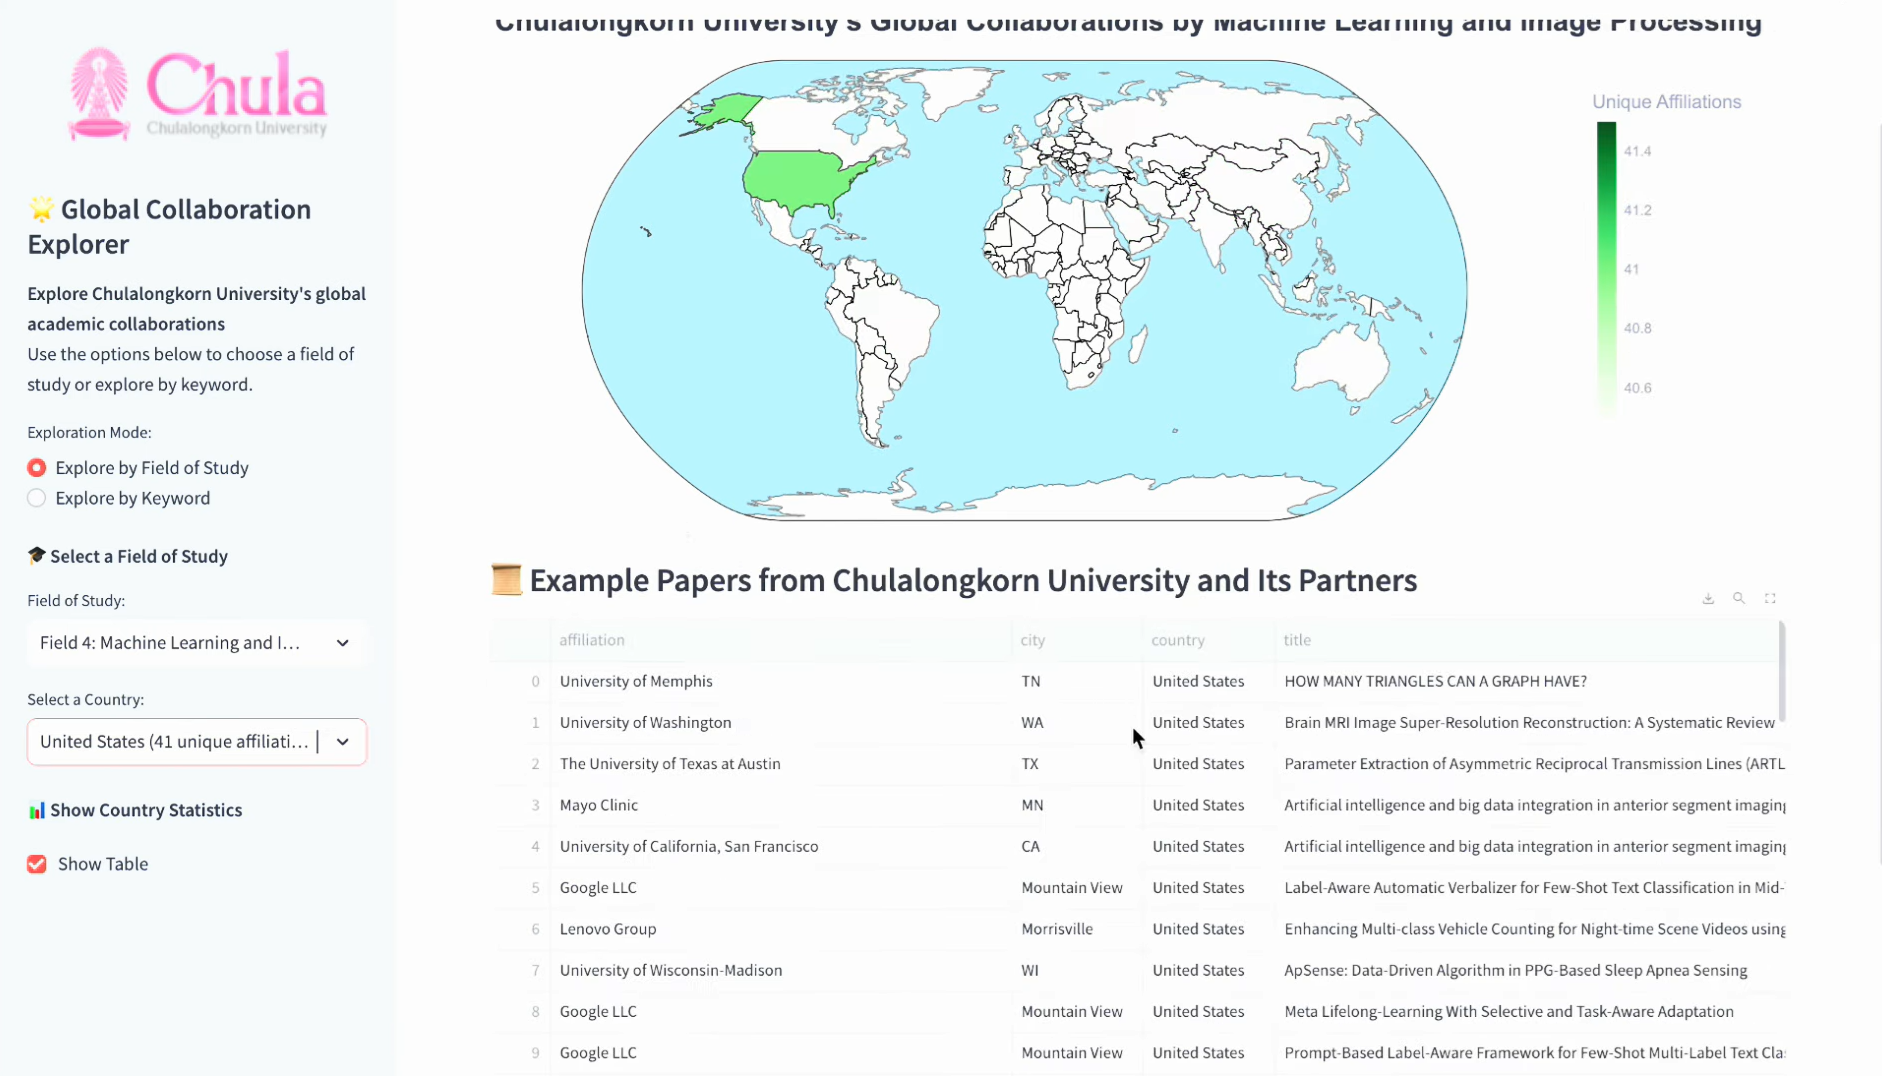 Chulalongkorn University's Global Collaborations by Machine Learning and Image Processing
Chula
Chulalongkorn University
Global Collaboration
Explorer
Explore Chulalongkorn University's global
academic collaborations
Use the options below to choose a field of
study or explore by keyword.
Exploration Mode:
Explore by Field of Study
Explore by Keyword
Select a Field of Study
Field of Study:
Field 4: Machine Learning and I...
Select a Country:
United States (41 unique affiliati...
Show Country Statistics
Show Table
Unique Affiliations
41.4
41.2
41
40.8
40.6
Example Papers from Chulalongkorn University and Its Partners
affiliation city country title
0 University of Memphis TN United States HOW MANY TRIANGLES CAN A GRAPH HAVE?
1 University of Washington WA United States Brain MRI Image Super-Resolution Reconstruction: A Systematic Review
2 The University of Texas at Austin TX United States Parameter Extraction of Asymmetric Reciprocal Transmission Lines (ARTL
3 Mayo Clinic MN United States Artificial intelligence and big data integration in anterior segment imaging
4 University of California, San Francisco CA United States Artificial intelligence and big data integration in anterior segment imaging
5 Google LLC Mountain View United States Label-Aware Automatic Verbalizer for Few-Shot Text Classification in Mid-
6 Lenovo Group Morrisville United States Enhancing Multi-class Vehicle Counting for Night-time Scene Videos using
7 University of Wisconsin-Madison WI United States ApSense: Data-Driven Algorithm in PPG-Based Sleep Apnea Sensing
8 Google LLC Mountain View United States Meta Lifelong-Learning With Selective and Task-Aware Adaptation
9 Google LLC Mountain View United States Prompt-Based Label-Aware Framework for Few-Shot Multi-Label Text Cla